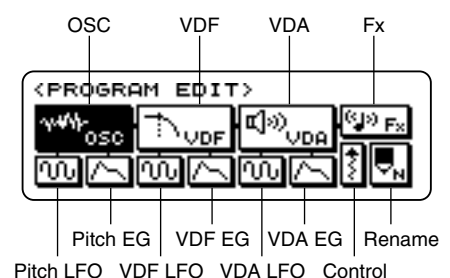 OSC VDF VDA Fx
<PROGRAM EDIT>
OSC VDF VDA Fx
N
Pitch EG VDF EG VDA EG Rename
Pitch LFO VDF LFO VDA LFO Control